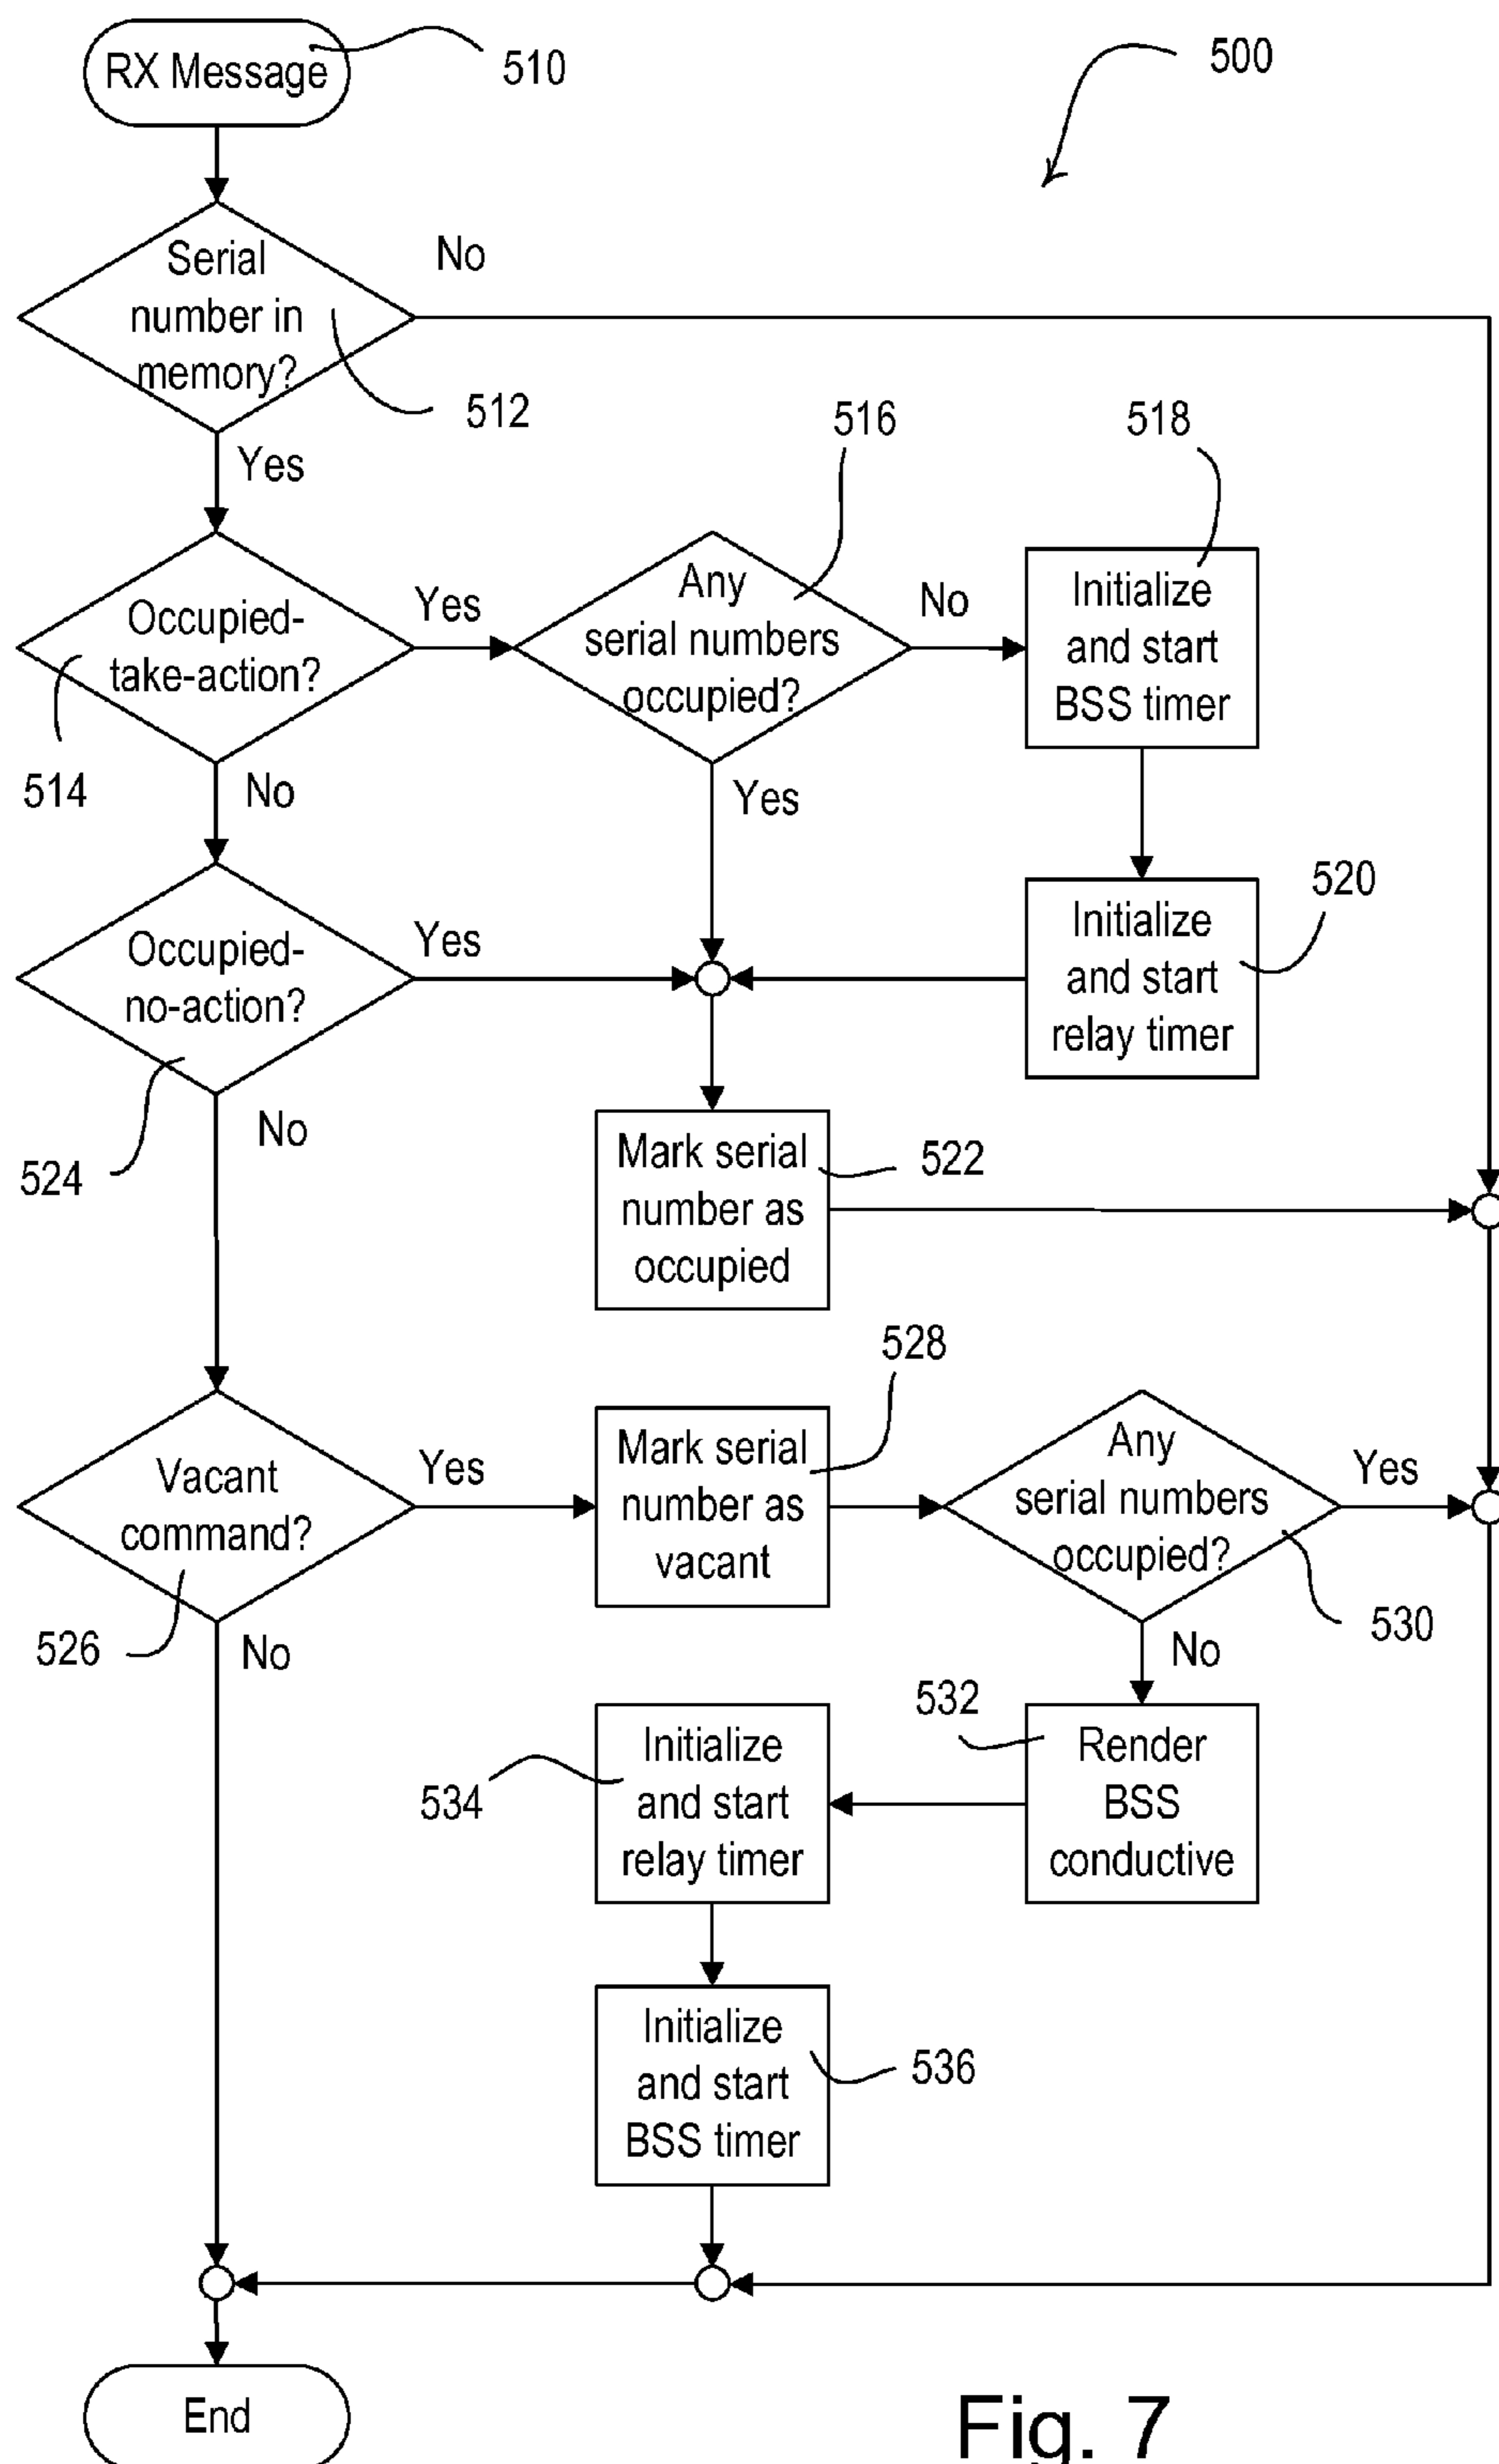 RX Message
510
500
Serial
number in
memory?
No
512
Yes
516
518
Occupied-
take-action?
Yes
Any
serial numbers
occupied?
No
Initialize
and start
BSS timer
514
No
Yes
520
Occupied-
no-action?
Yes
Initialize
and start
relay timer
524
No
Mark serial
number as
occupied
522
528
Vacant
command?
Yes
Mark serial
number as
vacant
Any
serial numbers
occupied?
Yes
526
No
530
No
532
534
Initialize
and start
relay timer
Render
BSS
conductive
Initialize
and start
BSS timer
536
End
Fig. 7